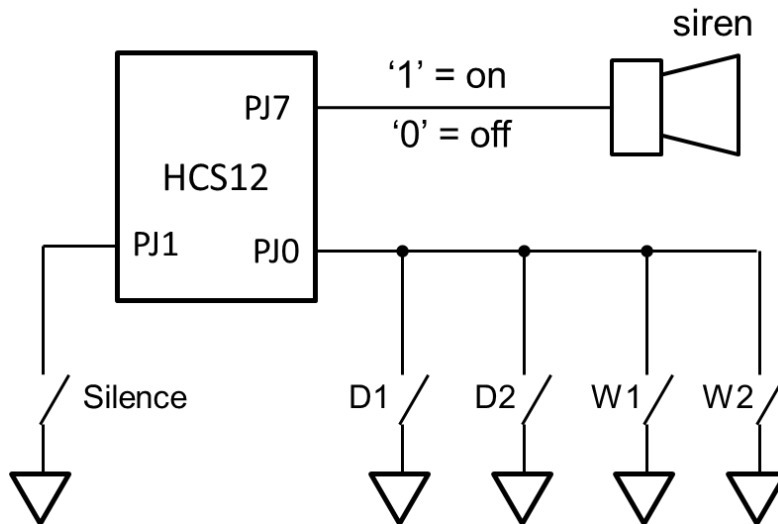 siren
‘1’ = on
PJ7
‘0’ = off
HCS12
PJ1
PJ0
Silence
D1
D2
W1
W2